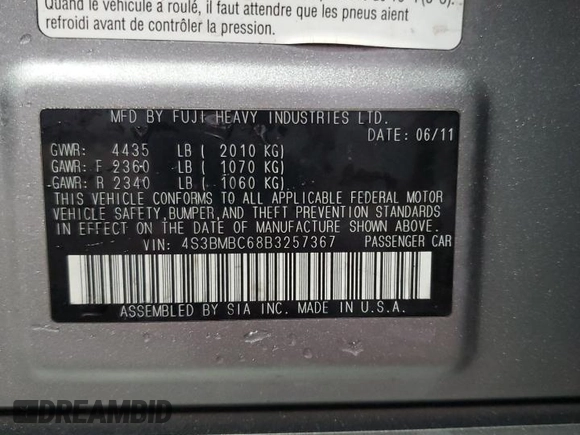 Quand le véhicule a roulé, il faut attendre que les pneus aient
refroidi avant de contrôler la pression.
MFD BY FUJI HEAVY INDUSTRIES LTD.
DATE: 06/11
GVWR: 4435 LB ( 2010 KG)
GAWR: F 2360 LB ( 1070 KG)
GAWR: R 2340 LB ( 1060 KG)
THIS VEHICLE CONFORMS TO ALL APPLICABLE FEDERAL MOTOR
VEHICLE SAFETY,BUMPER,AND THEFT PREVENTION STANDARDS
IN EFFECT ON THE DATE OF MANUFACTURE SHOWN ABOVE.
VIN: 4S3BMBC68B3257367 PASSENGER CAR
ASSEMBLED BY SIA INC. MADE IN U.S.A.
DREAMBID